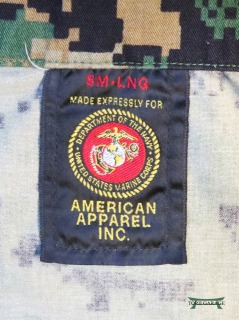 SM-LNG
MADE EXPRESSLY FOR
DEPARTMENT OF THE NAVY
UNITED STATES MARINE CORPS
AMERICAN
APPAREL
INC.